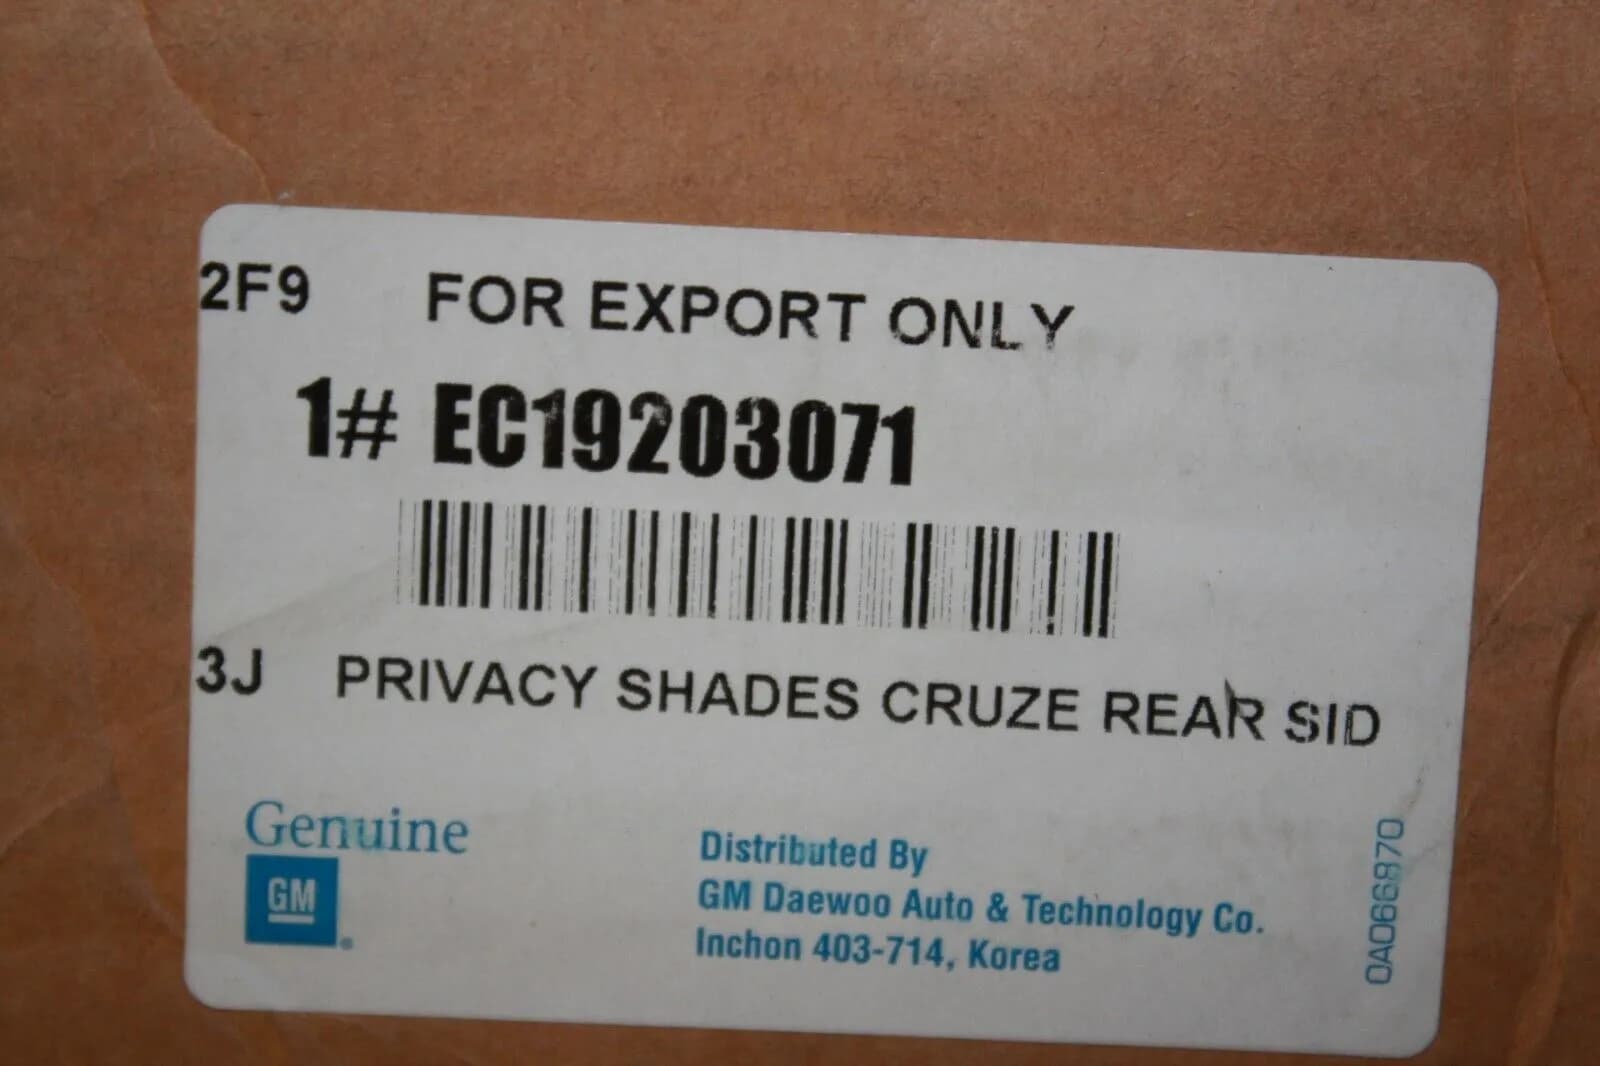 2F9 FOR EXPORT ONLY
1# EC19203071
3J PRIVACY SHADES CRUZE REAR SID
Genuine
GM
Distributed By
GM Daewoo Auto & Technology Co.
Inchon 403-714, Korea
0A066870